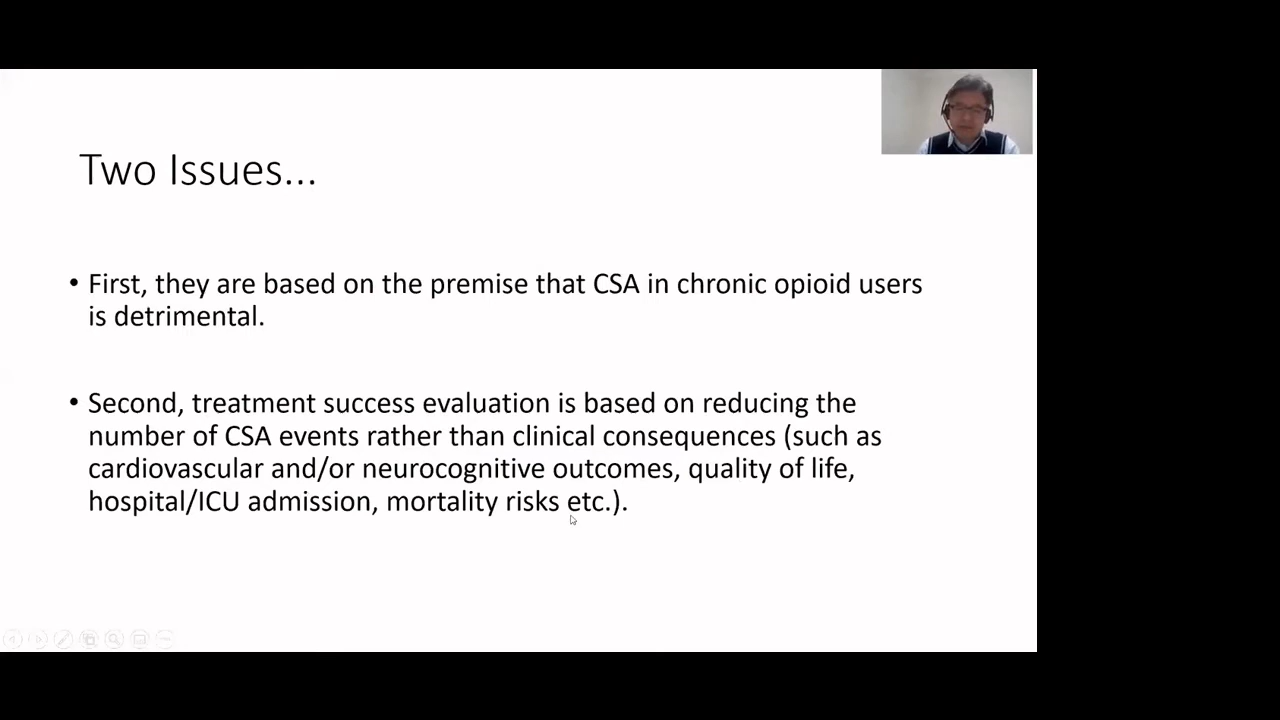 Two Issues...
• First, they are based on the premise that CSA in chronic opioid users
is detrimental.
• Second, treatment success evaluation is based on reducing the
number of CSA events rather than clinical consequences (such as
cardiovascular and/or neurocognitive outcomes, quality of life,
hospital/ICU admission, mortality risks etc.).